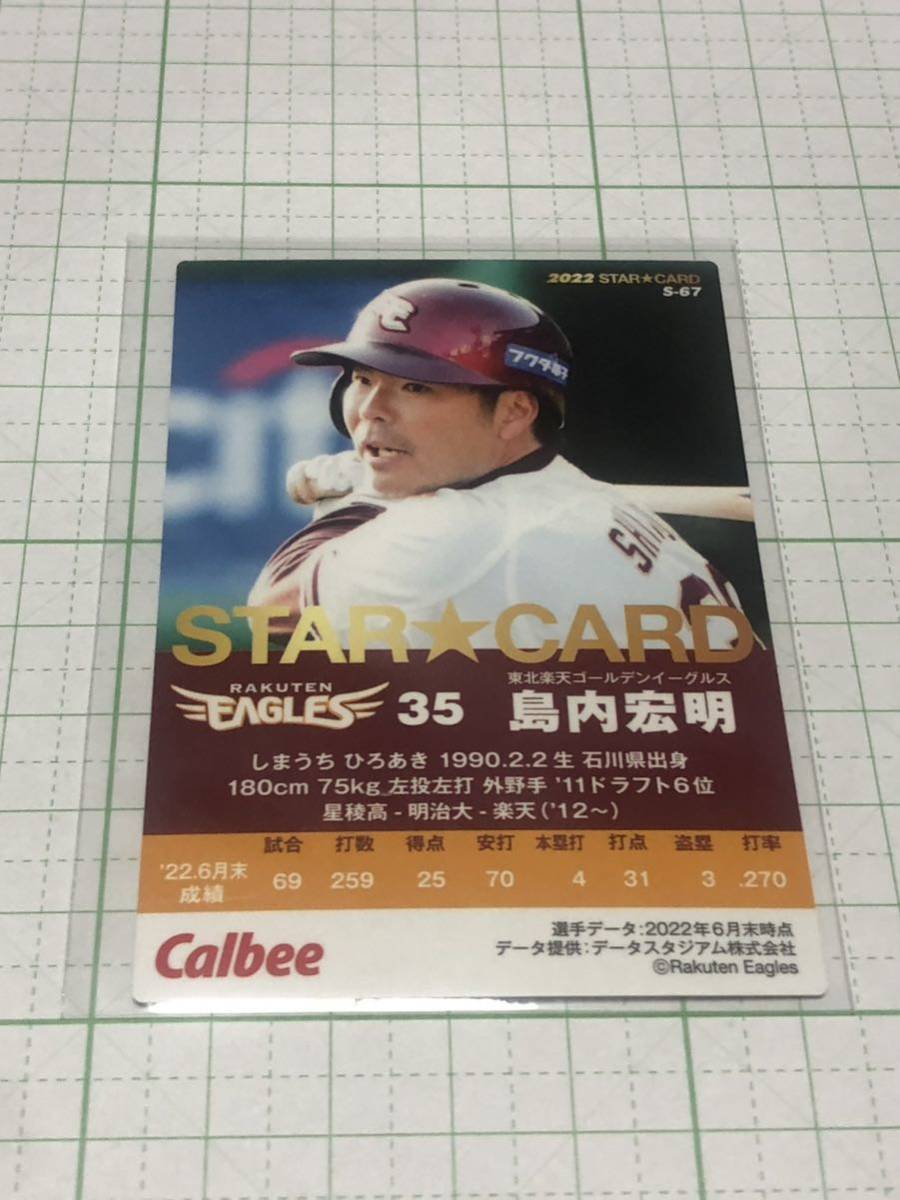 2022 STAR★CARD
S-67
STAR★CARD
RAKUTEN
EAGLES
35
東北楽天ゴールデンイーグルス
島内宏明
しまうち ひろあき 1990.2.2生 石川県出身
180cm 75kg 左投左打 外野手 '11ドラフト6位
星稜高 - 明治大 - 楽天('12～)
試合 打数 得点 安打 本塁打 打点 盗塁 打率
'22.6月末
成績
69 259 25 70 4 31 3 .270
Calbee
選手データ:2022年6月末時点
データ提供:データスタジアム株式会社
©Rakuten Eagles